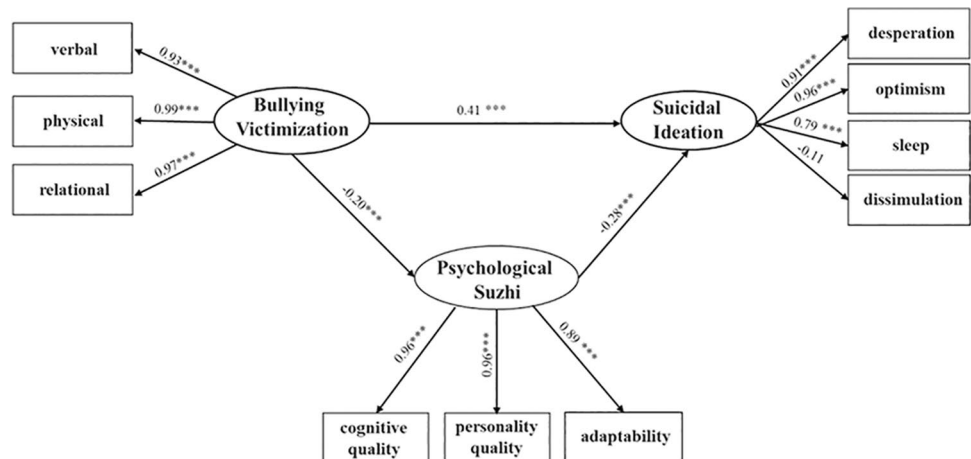 verbal
physical
relational
0.93***
0.99***
0.97***
Bullying
Victimization
0.41 ***
Suicidal
Ideation
0.91***
0.96***
0.79 ***
-0.11
desperation
optimism
sleep
dissimulation
-0.20***
-0.28***
Psychological
Suzhi
0.96***
0.96***
0.89 ***
cognitive
quality
personality
quality
adaptability